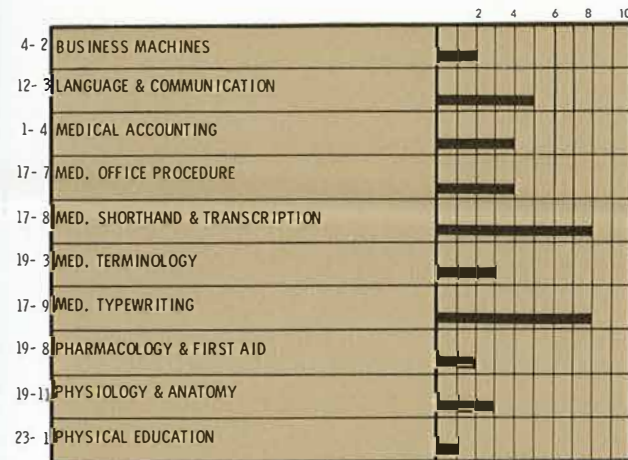 2 4 6 8 10
4- 2 BUSINESS MACHINES
12- 3 LANGUAGE & COMMUNICATION
1- 4 MEDICAL ACCOUNTING
17- 7 MED. OFFICE PROCEDURE
17- 8 MED. SHORTHAND & TRANSCRIPTION
19- 3 MED. TERMINOLOGY
17- 9 MED. TYPEWRITING
19- 8 PHARMACOLOGY & FIRST AID
19-11 PHYSIOLOGY & ANATOMY
23- 1 PHYSICAL EDUCATION